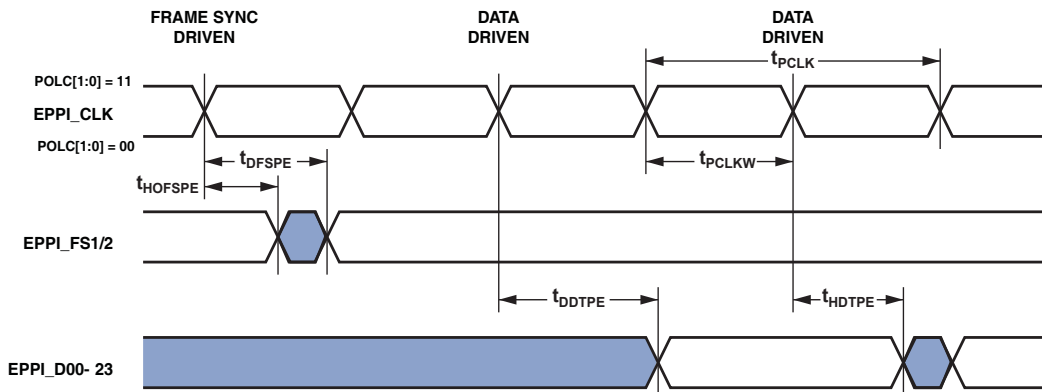 FRAME SYNC
DRIVEN
DATA
DRIVEN
DATA
DRIVEN
tPCLK
POLC[1:0] = 11
EPPI_CLK
POLC[1:0] = 00
tDFSPE
tPCLKW
tHOFSPE
EPPI_FS1/2
tDDTPE
tHDTPE
EPPI_D00- 23